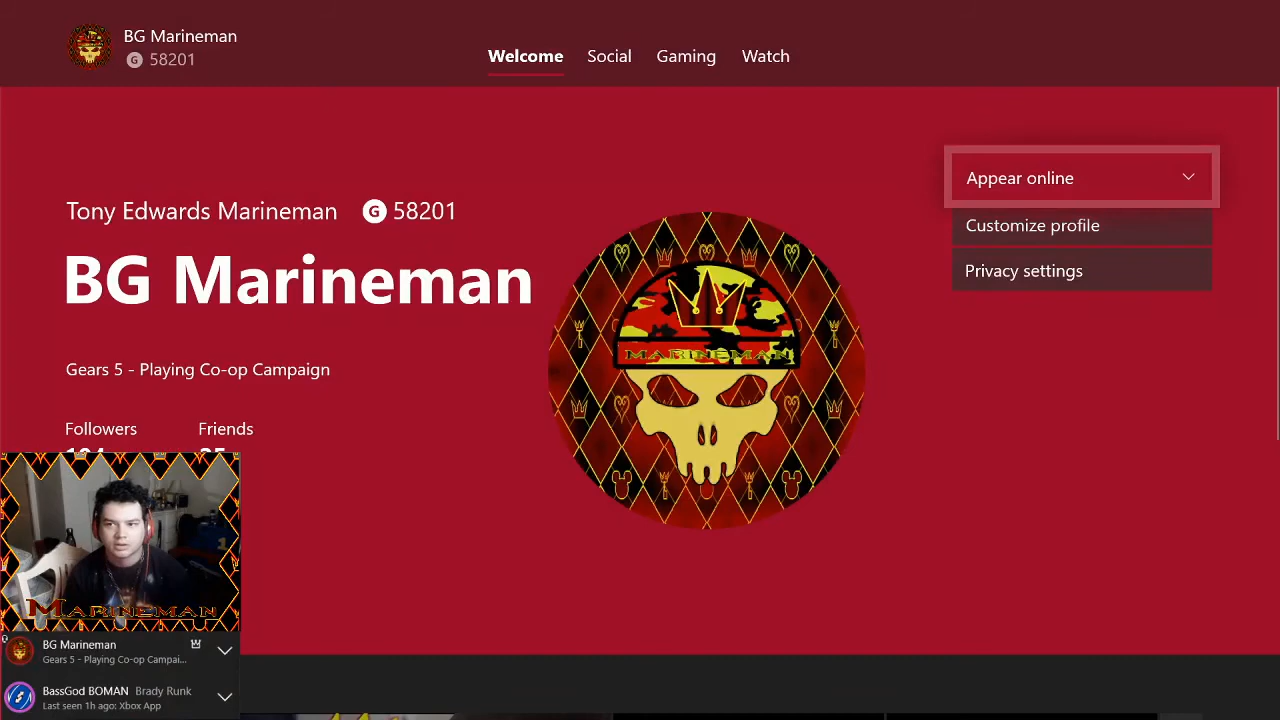 BG Marineman
G 58201
Welcome Social Gaming Watch
Appear online
Customize profile
Privacy settings
Tony Edwards Marineman G 58201
BG Marineman
MARINEMAN
Gears 5 - Playing Co-op Campaign
Followers Friends
MARINEMAN
BG Marineman
Gears 5 - Playing Co-op Campai...
BassGod BOMAN Brady Runk
Last seen 1h ago: Xbox App